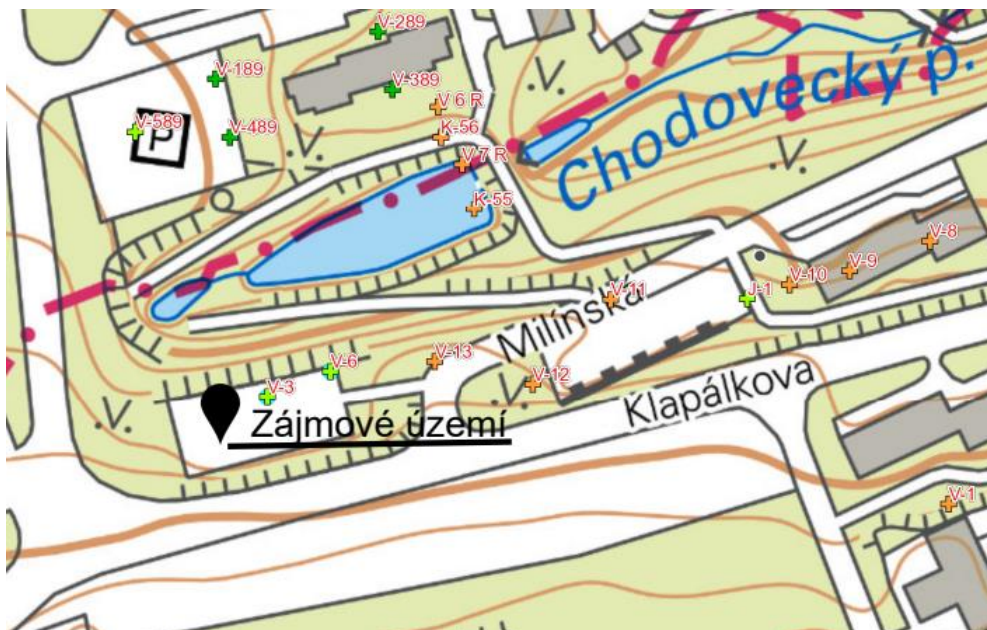 V-289
V-189
V-389
V 6 R
V-589
P
V-489
K-56
V 7 R
Chodovecký p.
K-55
V-8
V-9
V-10
J-1
V-11
Milínská
V-13
V-6
V-12
V-3
Klapálkova
Zájmové území
V-1